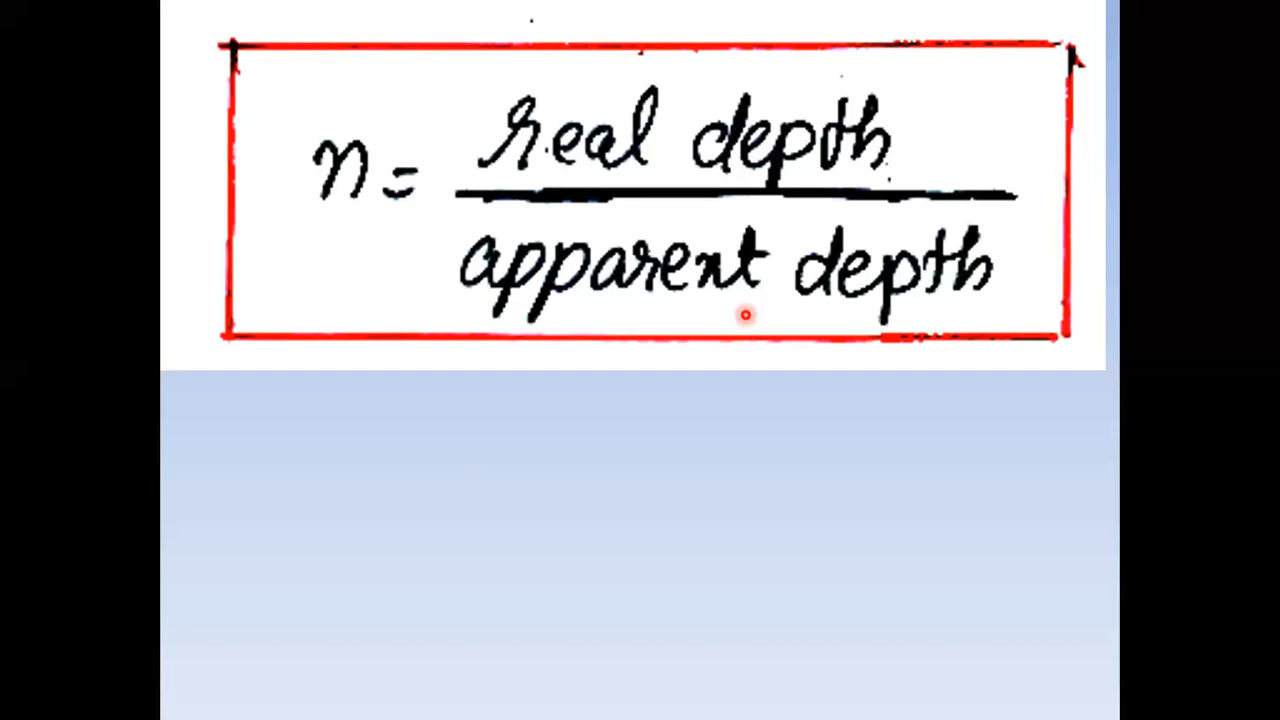 n = real depth
apparent depth